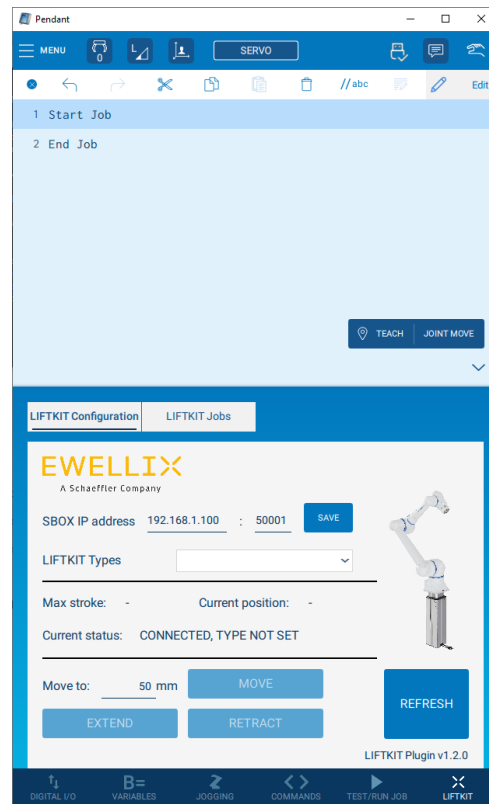 Pendant
MENU 0 SERVO
//abc Edit
1 Start Job
2 End Job
TEACH JOINT MOVE
LIFTKIT Configuration LIFTKIT Jobs
EWELLIX
A Schaeffler Company
SBOX IP address 192.168.1.100 : 50001 SAVE
LIFTKIT Types
Max stroke: - Current position: -
Current status: CONNECTED, TYPE NOT SET
Move to: 50 mm MOVE
EXTEND RETRACT REFRESH
LIFTKIT Plugin v1.2.0
B=
DIGITAL I/O VARIABLES JOGGING COMMANDS TEST/RUN JOB LIFTKIT